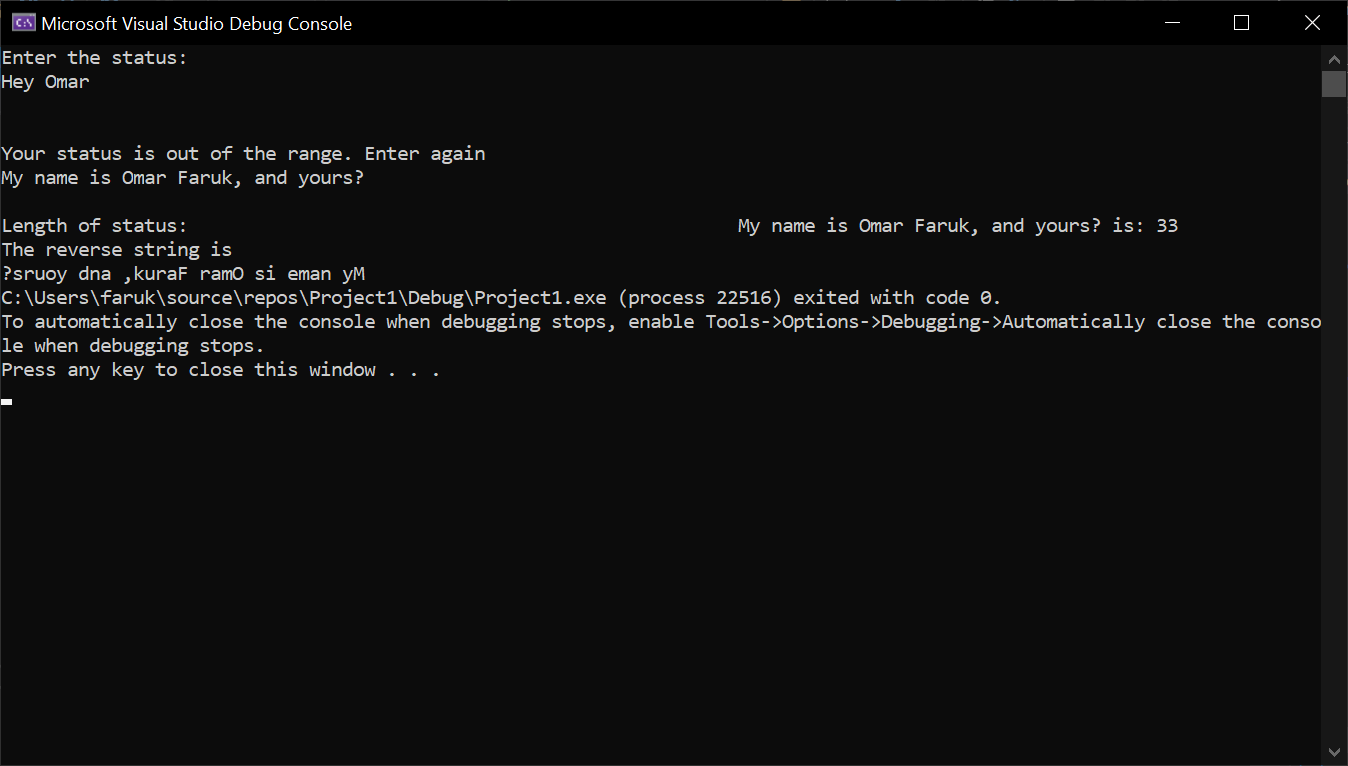 Microsoft Visual Studio Debug Console
Enter the status:
Hey Omar
Your status is out of the range. Enter again
My name is Omar Faruk, and yours?
Length of status:                                                  My name is Omar Faruk, and yours? is: 33
The reverse string is
?sruoy dna ,kuraF ramO si eman yM
C:\Users\faruk\source\repos\Project1\Debug\Project1.exe (process 22516) exited with code 0.
To automatically close the console when debugging stops, enable Tools->Options->Debugging->Automatically close the conso
le when debugging stops.
Press any key to close this window . . .